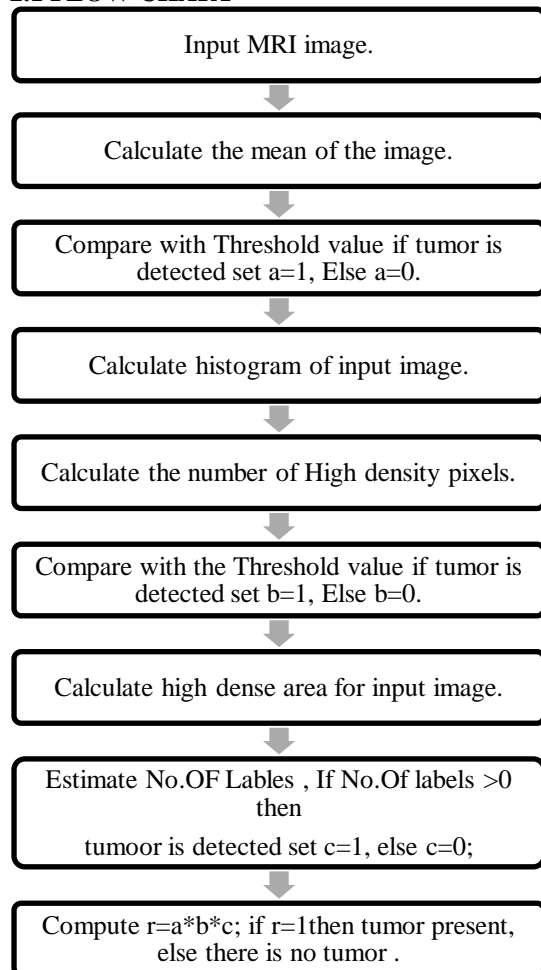 Input MRI image.
Calculate the mean of the image.
Compare with Threshold value if tumor is
detected set a=1, Else a=0.
Calculate histogram of input image.
Calculate the number of High density pixels.
Compare with the Threshold value if tumor is
detected set b=1, Else b=0.
Calculate high dense area for input image.
Estimate No.OF Lables , If No.Of labels >0
then
tumoor is detected set c=1, else c=0;
Compute r=a*b*c; if r=1then tumor present,
else there is no tumor .